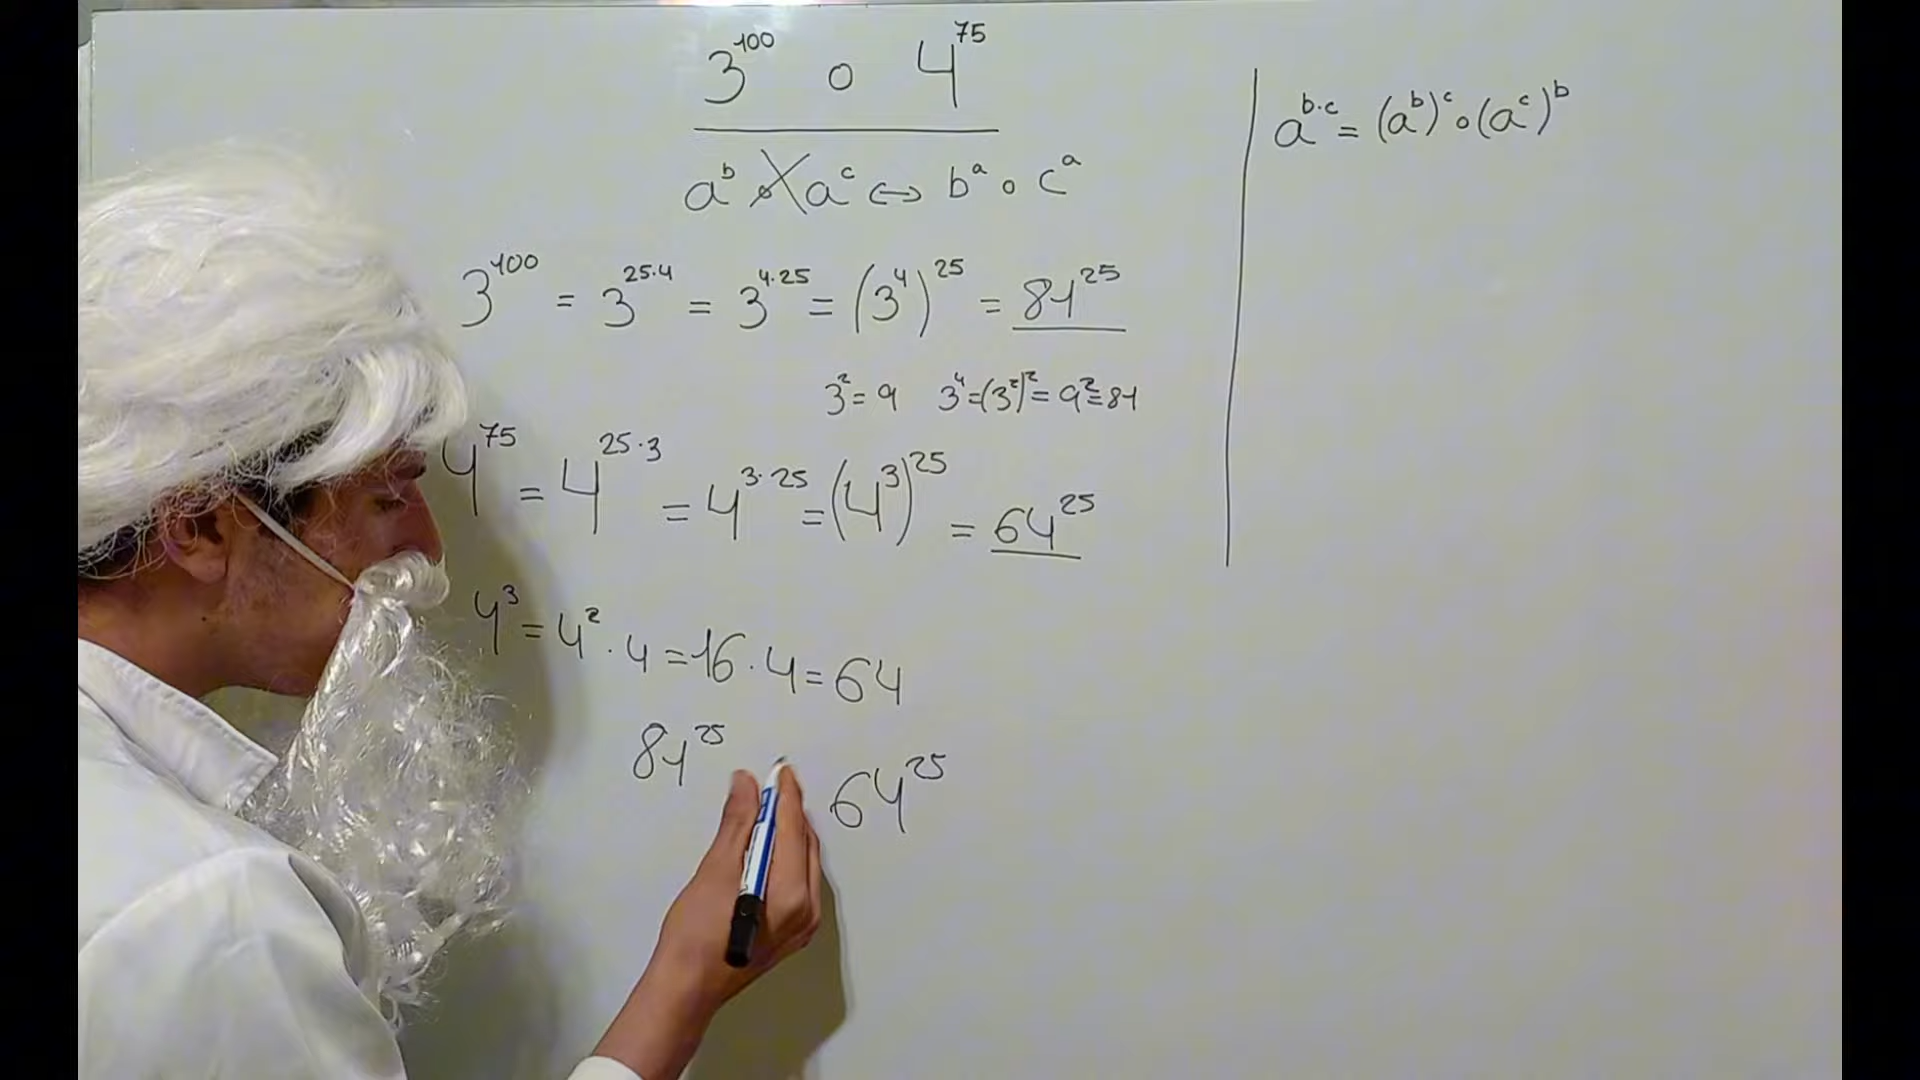 3^100 o 4^75
a^b o a^c ↔ b^a o c^a
a^(b·c) = (a^b)^c o (a^c)^b
3^100 = 3^(25·4) = 3^(4·25) = (3^4)^25 = 81^25
3^2 = 9 3^4 = (3^2)^2 = 9^2 = 81
4^75 = 4^(25·3) = 4^(3·25) = (4^3)^25 = 64^25
4^3 = 4^2 · 4 = 16 · 4 = 64
81^25 64^25